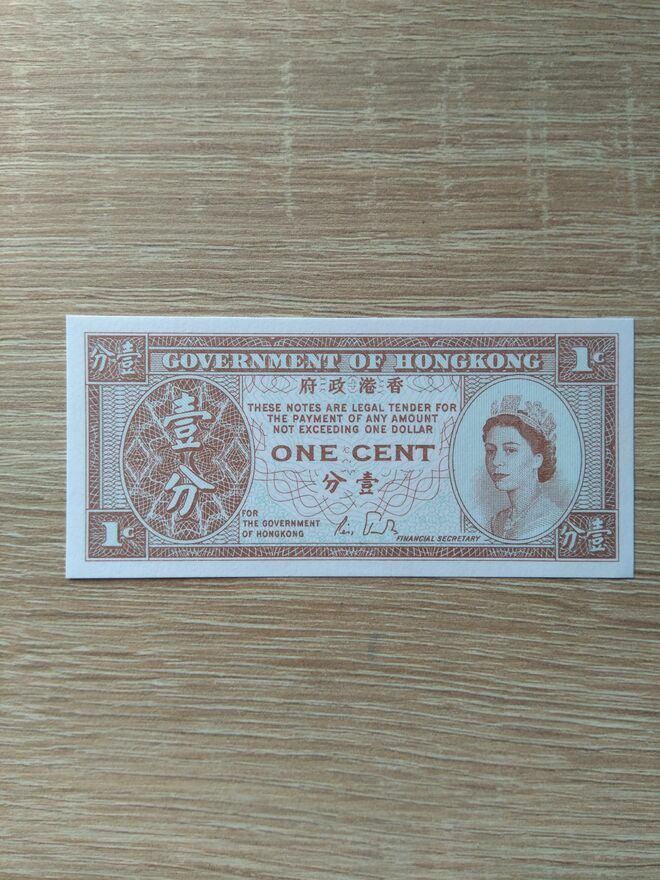 分壹
GOVERNMENT OF HONGKONG
1¢
府政港香
THESE NOTES ARE LEGAL TENDER FOR
THE PAYMENT OF ANY AMOUNT
NOT EXCEEDING ONE DOLLAR
壹
分
ONE CENT
分壹
FOR
THE GOVERNMENT
OF HONGKONG
FINANCIAL SECRETARY
1¢
分壹